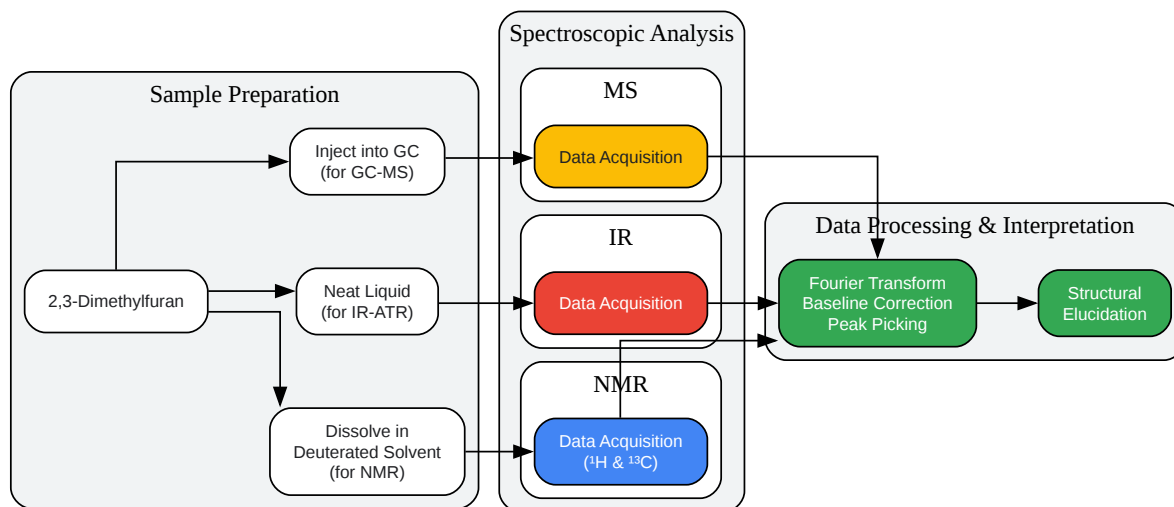 Sample Preparation
Inject into GC
(for GC-MS)
2,3-Dimethylfuran
Neat Liquid
(for IR-ATR)
Dissolve in
Deuterated Solvent
(for NMR)
Spectroscopic Analysis
MS
Data Acquisition
IR
Data Acquisition
NMR
Data Acquisition
(¹H & ¹³C)
Data Processing & Interpretation
Fourier Transform
Baseline Correction
Peak Picking
Structural
Elucidation